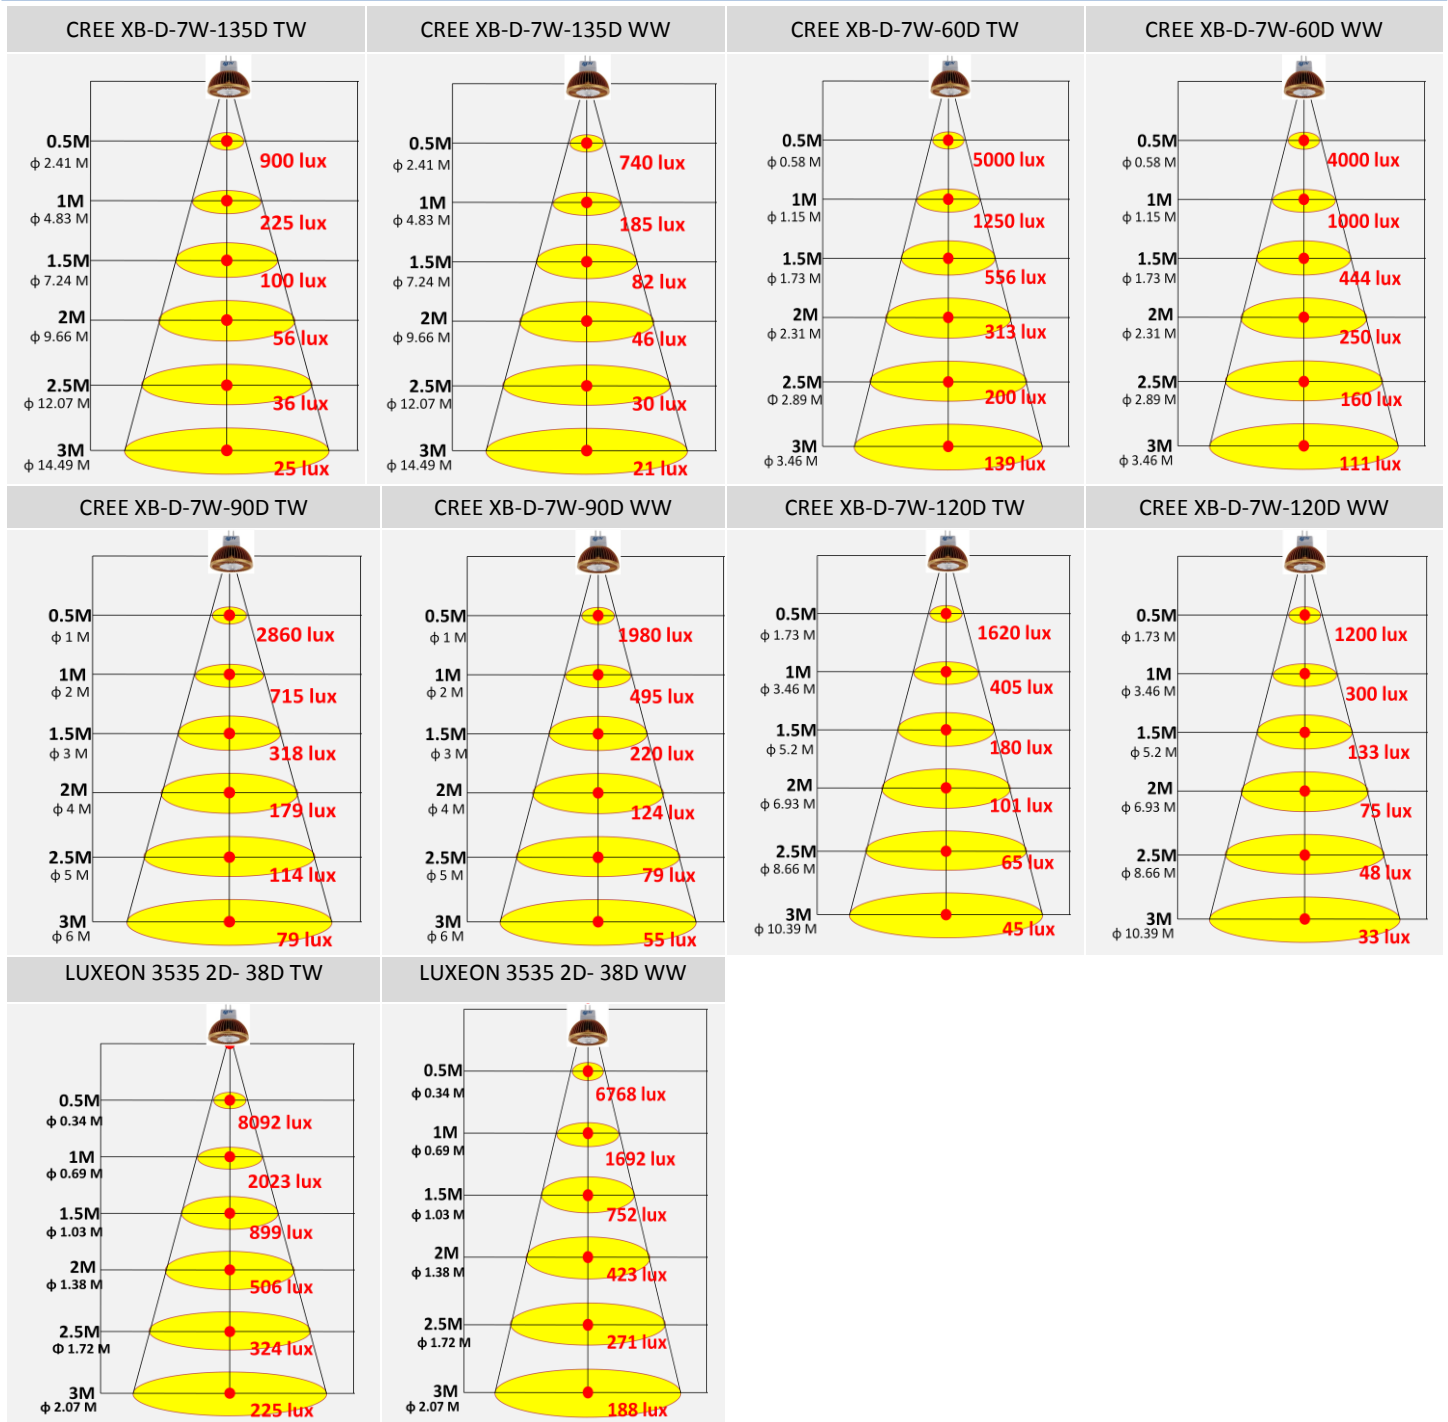 CREE XB-D-7W-135D TW
0.5M
ϕ 2.41 M
900 lux
1M
ϕ 4.83 M
225 lux
1.5M
ϕ 7.24 M
100 lux
2M
ϕ 9.66 M
56 lux
2.5M
ϕ 12.07 M
36 lux
3M
ϕ 14.49 M
25 lux
CREE XB-D-7W-135D WW
0.5M
ϕ 2.41 M
740 lux
1M
ϕ 4.83 M
185 lux
1.5M
ϕ 7.24 M
82 lux
2M
ϕ 9.66 M
46 lux
2.5M
ϕ 12.07 M
30 lux
3M
ϕ 14.49 M
21 lux
CREE XB-D-7W-60D TW
0.5M
ϕ 0.58 M
5000 lux
1M
ϕ 1.15 M
1250 lux
1.5M
ϕ 1.73 M
556 lux
2M
ϕ 2.31 M
313 lux
2.5M
Φ 2.89 M
200 lux
3M
ϕ 3.46 M
139 lux
CREE XB-D-7W-60D WW
0.5M
ϕ 0.58 M
4000 lux
1M
ϕ 1.15 M
1000 lux
1.5M
ϕ 1.73 M
444 lux
2M
ϕ 2.31 M
250 lux
2.5M
ϕ 2.89 M
160 lux
3M
ϕ 3.46 M
111 lux
CREE XB-D-7W-90D TW
0.5M
ϕ 1 M
2860 lux
1M
ϕ 2 M
715 lux
1.5M
ϕ 3 M
318 lux
2M
ϕ 4 M
179 lux
2.5M
ϕ 5 M
114 lux
3M
ϕ 6 M
79 lux
CREE XB-D-7W-90D WW
0.5M
ϕ 1 M
1980 lux
1M
ϕ 2 M
495 lux
1.5M
ϕ 3 M
220 lux
2M
ϕ 4 M
124 lux
2.5M
ϕ 5 M
79 lux
3M
ϕ 6 M
55 lux
CREE XB-D-7W-120D TW
0.5M
ϕ 1.73 M
1620 lux
1M
ϕ 3.46 M
405 lux
1.5M
ϕ 5.2 M
180 lux
2M
ϕ 6.93 M
101 lux
2.5M
ϕ 8.66 M
65 lux
3M
ϕ 10.39 M
45 lux
CREE XB-D-7W-120D WW
0.5M
ϕ 1.73 M
1200 lux
1M
ϕ 3.46 M
300 lux
1.5M
ϕ 5.2 M
133 lux
2M
ϕ 6.93 M
75 lux
2.5M
ϕ 8.66 M
48 lux
3M
ϕ 10.39 M
33 lux
LUXEON 3535 2D- 38D TW
0.5M
ϕ 0.34 M
8092 lux
1M
ϕ 0.69 M
2023 lux
1.5M
ϕ 1.03 M
899 lux
2M
ϕ 1.38 M
506 lux
2.5M
Φ 1.72 M
324 lux
3M
ϕ 2.07 M
225 lux
LUXEON 3535 2D- 38D WW
0.5M
ϕ 0.34 M
6768 lux
1M
ϕ 0.69 M
1692 lux
1.5M
ϕ 1.03 M
752 lux
2M
ϕ 1.38 M
423 lux
2.5M
ϕ 1.72 M
271 lux
3M
ϕ 2.07 M
188 lux